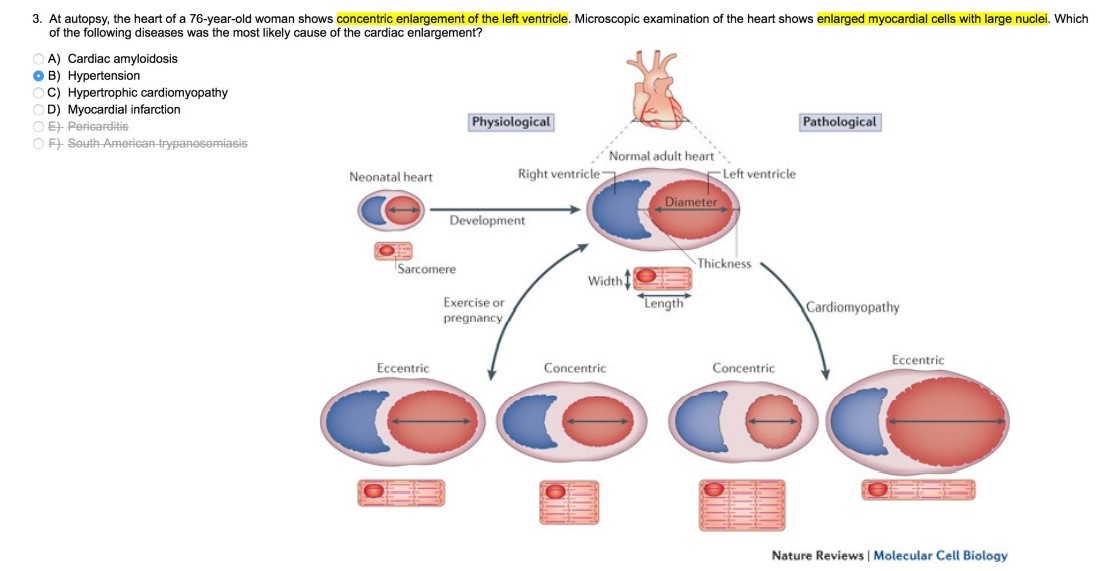 3. At autopsy, the heart of a 76-year-old woman shows concentric enlargement of the left ventricle. Microscopic examination of the heart shows enlarged myocardial cells with large nuclei. Which
of the following diseases was the most likely cause of the cardiac enlargement?
A) Cardiac amyloidosis
B) Hypertension
C) Hypertrophic cardiomyopathy
D) Myocardial infarction
E) Pericarditis
F) South American trypanosomiasis
Physiological
Pathological
Normal adult heart
Neonatal heart
Right ventricle
Left ventricle
Diameter
Development
Sarcomere
Thickness
Width
Length
Exercise or
pregnancy
Cardiomyopathy
Eccentric
Concentric
Concentric
Eccentric
Nature Reviews | Molecular Cell Biology